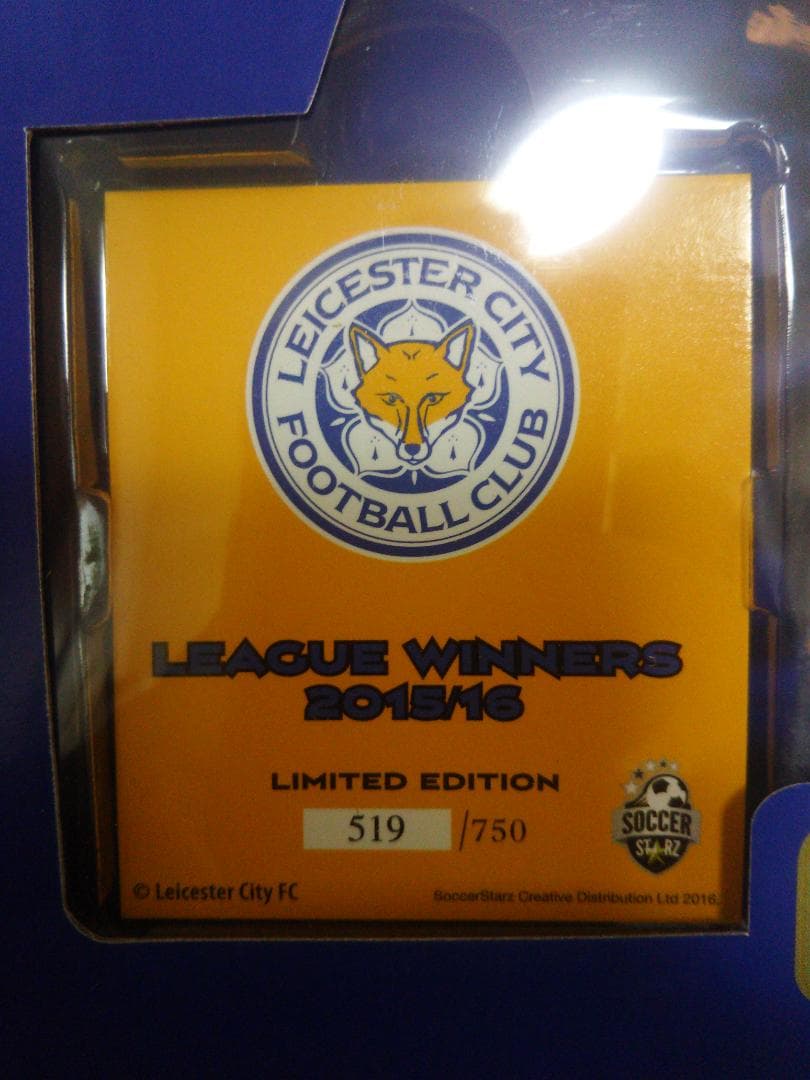 LEICESTER CITY
FOOTBALL CLUB
LEAGUE WINNERS
2015/16
LIMITED EDITION
519 /750
SOCCER
STARZ
© Leicester City FC
SoccerStarz Creative Distribution Ltd 2016.